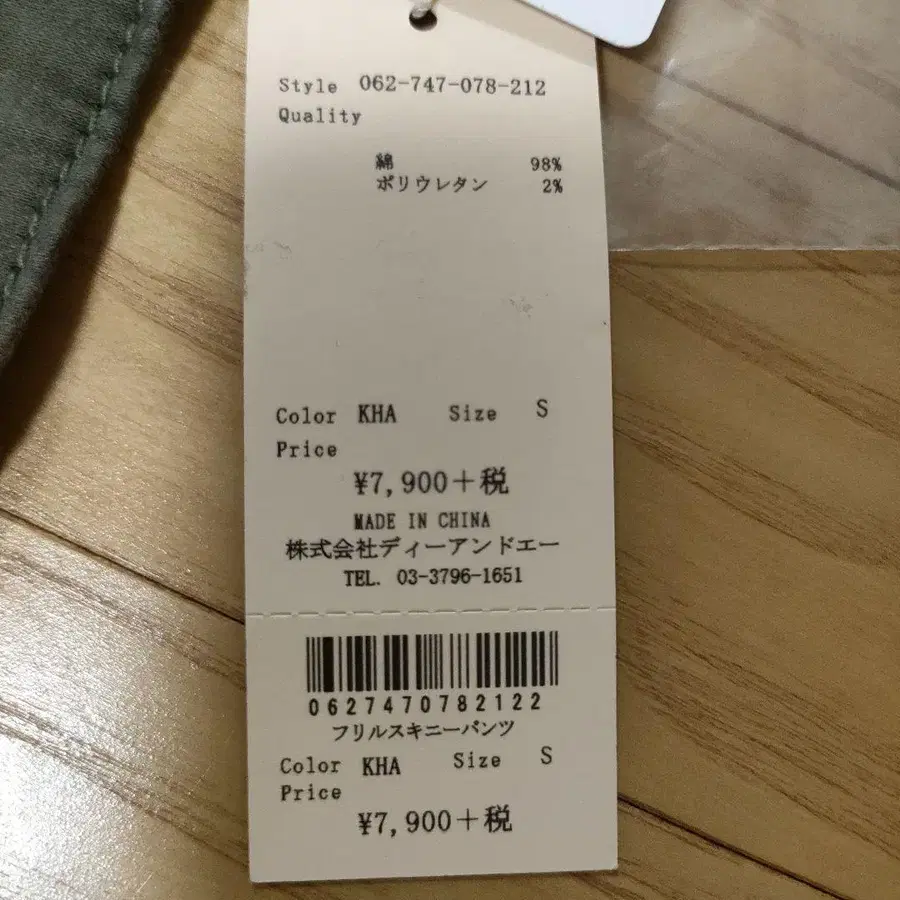 Style 062-747-078-212
Quality
綿 98%
ポリウレタン 2%
Color KHA Size S
Price
¥7,900+税
MADE IN CHINA
株式会社ディーアンドエー
TEL. 03-3796-1651
0627470782122
フリルスキニーパンツ
Color KHA Size S
Price
¥7,900+税